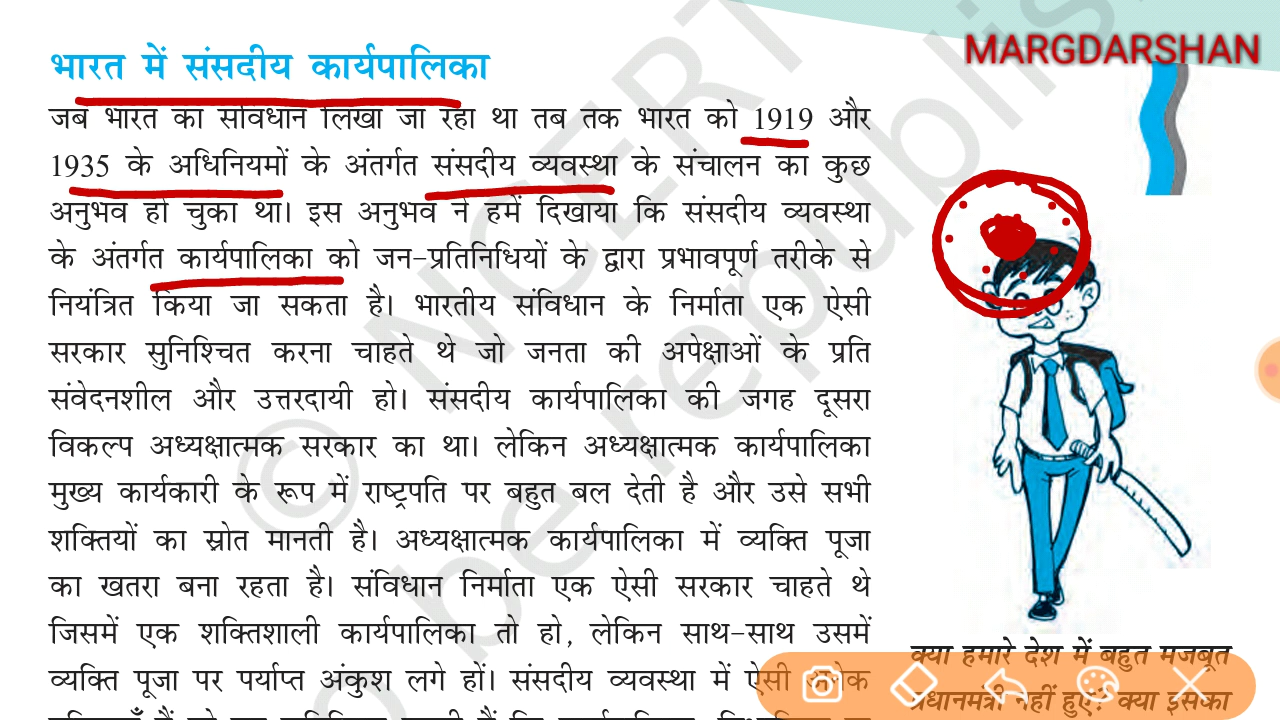 MARGDARSHAN
भारत में संसदीय कार्यपालिका
जब भारत का संविधान लिखा जा रहा था तब तक भारत को 1919 और
1935 के अधिनियमों के अंतर्गत संसदीय व्यवस्था के संचालन का कुछ
अनुभव हो चुका था। इस अनुभव ने हमें दिखाया कि संसदीय व्यवस्था
के अंतर्गत कार्यपालिका को जन-प्रतिनिधियों के द्वारा प्रभावपूर्ण तरीके से
नियंत्रित किया जा सकता है। भारतीय संविधान के निर्माता एक ऐसी
सरकार सुनिश्चित करना चाहते थे जो जनता की अपेक्षाओं के प्रति
संवेदनशील और उत्तरदायी हो। संसदीय कार्यपालिका की जगह दूसरा
विकल्प अध्यक्षात्मक सरकार का था। लेकिन अध्यक्षात्मक कार्यपालिका
मुख्य कार्यकारी के रूप में राष्ट्रपति पर बहुत बल देती है और उसे सभी
शक्तियों का स्रोत मानती है। अध्यक्षात्मक कार्यपालिका में व्यक्ति पूजा
का खतरा बना रहता है। संविधान निर्माता एक ऐसी सरकार चाहते थे
जिसमें एक शक्तिशाली कार्यपालिका तो हो, लेकिन साथ-साथ उसमें
व्यक्ति पूजा पर पर्याप्त अंकुश लगे हों। संसदीय व्यवस्था में ऐसी
क्या हमारे देश में बहुत मजबूत
प्रधानमंत्री नहीं हुए? क्या इसका
© NCERT
be republis